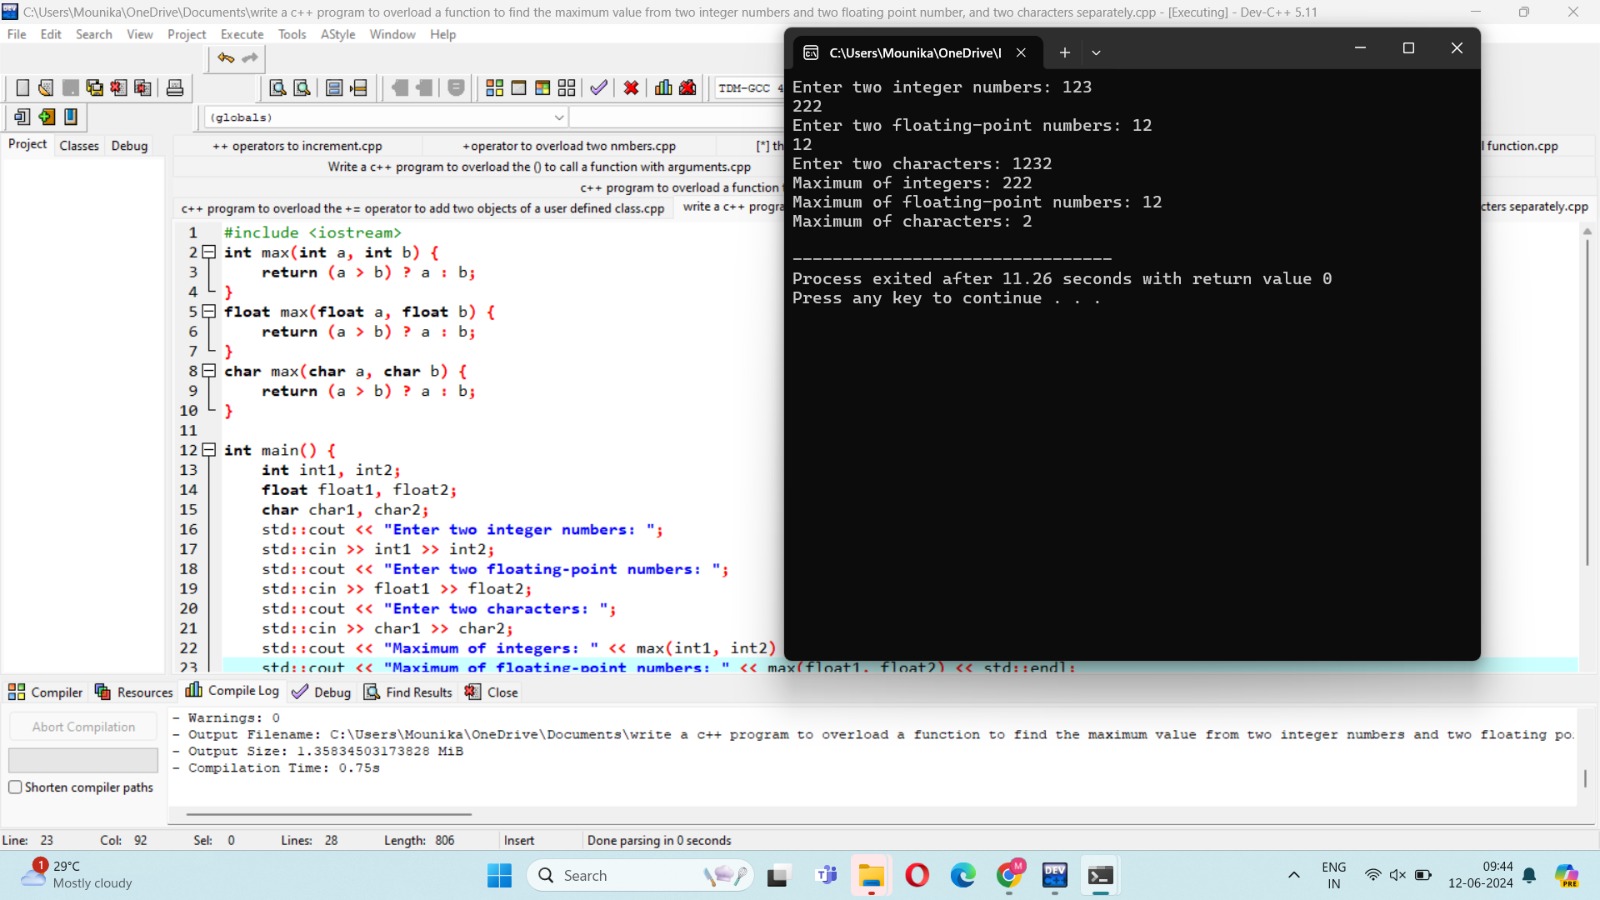 C:\Users\Mounika\OneDrive\Documents\write a c++ program to overload a function to find the maximum value from two integer numbers and two floating point number, and two characters separately.cpp - [Executing] - Dev-C++ 5.11
File Edit Search View Project Execute Tools AStyle Window Help
TDM-GCC 4
(globals)
Project Classes Debug
++ operators to increment.cpp +operator to overload two nmbers.cpp [*] th l function.cpp
Write a c++ program to overload the () to call a function with arguments.cpp
c++ program to overload a function
c++ program to overload the += operator to add two objects of a user defined class.cpp write a c++ progra cters separately.cpp
1 #include <iostream>
2 int max(int a, int b) {
3 return (a > b) ? a : b;
4 }
5 float max(float a, float b) {
6 return (a > b) ? a : b;
7 }
8 char max(char a, char b) {
9 return (a > b) ? a : b;
10 }
11
12 int main() {
13 int int1, int2;
14 float float1, float2;
15 char char1, char2;
16 std::cout << "Enter two integer numbers: ";
17 std::cin >> int1 >> int2;
18 std::cout << "Enter two floating-point numbers: ";
19 std::cin >> float1 >> float2;
20 std::cout << "Enter two characters: ";
21 std::cin >> char1 >> char2;
22 std::cout << "Maximum of integers: " << max(int1, int2)
23 std::cout << "Maximum of floating-point numbers: " << max(float1, float2) << std::endl;
C:\Users\Mounika\OneDrive\I
Enter two integer numbers: 123
222
Enter two floating-point numbers: 12
12
Enter two characters: 1232
Maximum of integers: 222
Maximum of floating-point numbers: 12
Maximum of characters: 2
--------------------------------
Process exited after 11.26 seconds with return value 0
Press any key to continue . . .
Compiler Resources Compile Log Debug Find Results Close
Abort Compilation
Shorten compiler paths
- Warnings: 0
- Output Filename: C:\Users\Mounika\OneDrive\Documents\write a c++ program to overload a function to find the maximum value from two integer numbers and two floating po
- Output Size: 1.35834503173828 MiB
- Compilation Time: 0.75s
Line: 23 Col: 92 Sel: 0 Lines: 28 Length: 806 Insert Done parsing in 0 seconds
1
29°C
Mostly cloudy
Search
M
DEV
ENG
IN
09:44
12-06-2024
PRE